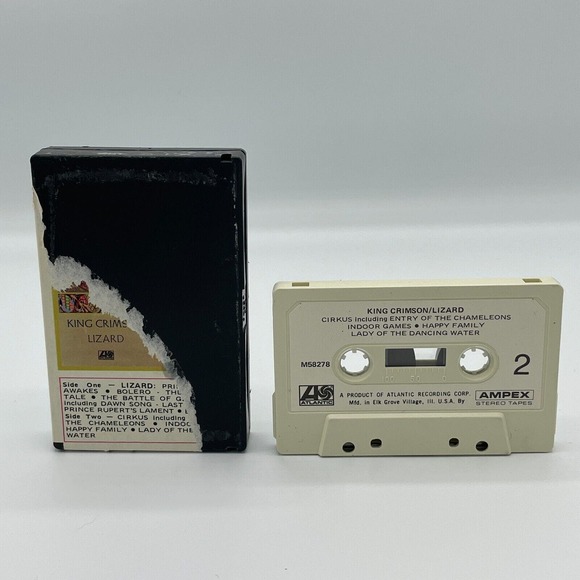 KING CRIMS
LIZARD
Side One — LIZARD: PRI
AWAKES • BOLERO - TH
TALE • THE BATTLE OF G
including DAWN SONG - LAST
PRINCE RUPERT'S LAMENT •
Side Two — CIRKUS including
THE CHAMELEONS • INDOO
HAPPY FAMILY • LADY OF THE
WATER
KING CRIMSON/LIZARD
CIRKUS including ENTRY OF THE CHAMELEONS
INDOOR GAMES • HAPPY FAMILY
LADY OF THE DANCING WATER
M58278
2
ATLANTIC
A PRODUCT OF ATLANTIC RECORDING CORP.
Mfd. in Elk Grove Village, Ill. U.S.A. By
AMPEX
STEREO TAPES